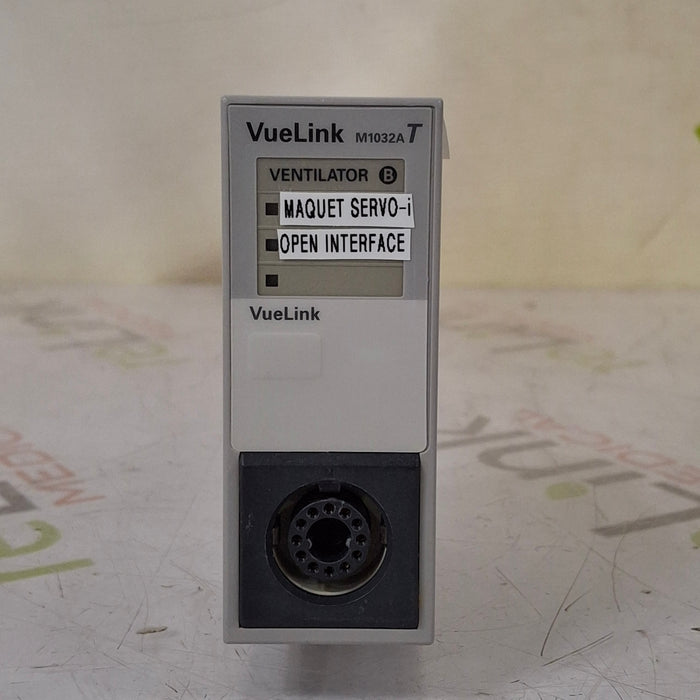 VueLink M1032A T
VENTILATOR B
MAQUET SERVO-i
OPEN INTERFACE
VueLink